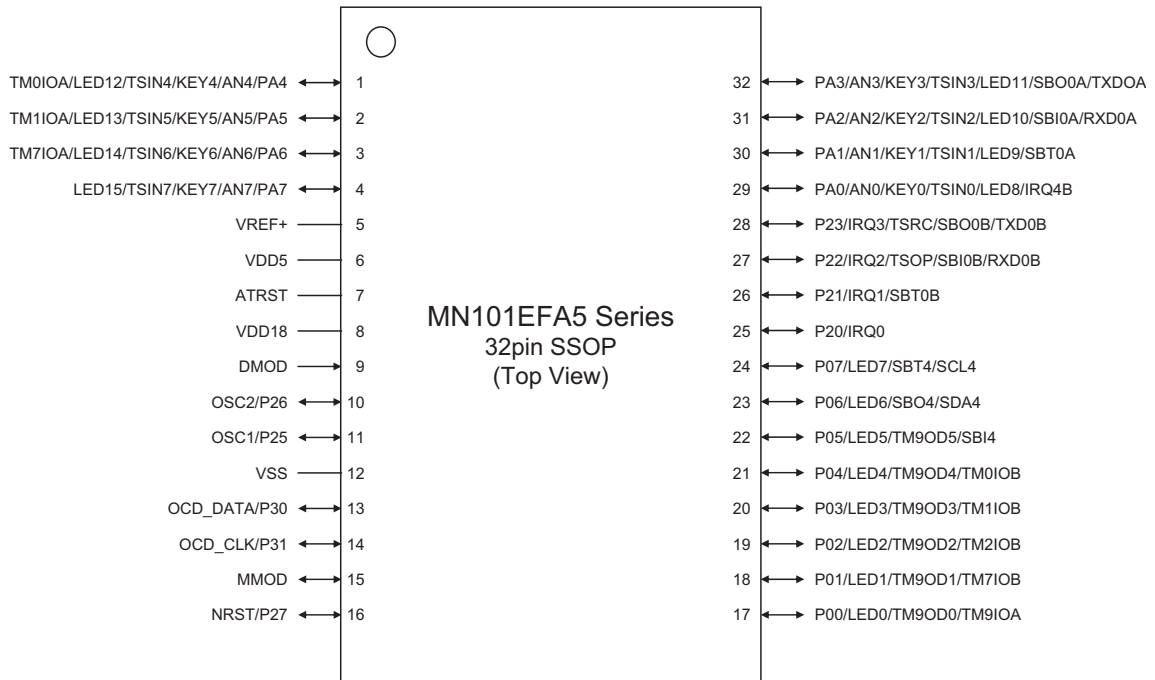 TM0IOA/LED12/TSIN4/KEY4/AN4/PA4 1
TM1IOA/LED13/TSIN5/KEY5/AN5/PA5 2
TM7IOA/LED14/TSIN6/KEY6/AN6/PA6 3
LED15/TSIN7/KEY7/AN7/PA7 4
VREF+ 5
VDD5 6
ATRST 7
VDD18 8
DMOD 9
OSC2/P26 10
OSC1/P25 11
VSS 12
OCD_DATA/P30 13
OCD_CLK/P31 14
MMOD 15
NRST/P27 16
MN101EFA5 Series
32pin SSOP
(Top View)
32 PA3/AN3/KEY3/TSIN3/LED11/SBO0A/TXDOA
31 PA2/AN2/KEY2/TSIN2/LED10/SBI0A/RXD0A
30 PA1/AN1/KEY1/TSIN1/LED9/SBT0A
29 PA0/AN0/KEY0/TSIN0/LED8/IRQ4B
28 P23/IRQ3/TSRC/SBO0B/TXD0B
27 P22/IRQ2/TSOP/SBI0B/RXD0B
26 P21/IRQ1/SBT0B
25 P20/IRQ0
24 P07/LED7/SBT4/SCL4
23 P06/LED6/SBO4/SDA4
22 P05/LED5/TM9OD5/SBI4
21 P04/LED4/TM9OD4/TM0IOB
20 P03/LED3/TM9OD3/TM1IOB
19 P02/LED2/TM9OD2/TM2IOB
18 P01/LED1/TM9OD1/TM7IOB
17 P00/LED0/TM9OD0/TM9IOA